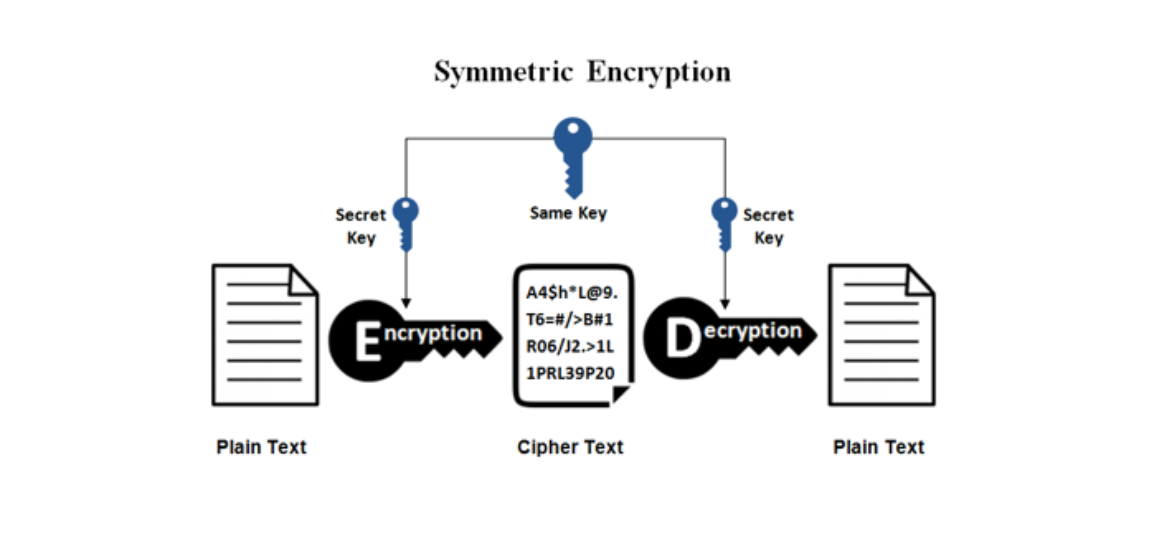 Symmetric Encryption
Same Key
Secret
Key
Secret
Key
Encryption
A4$h*L@9.
T6=#/>B#1
R06/J2.>1L
1PRL39P20
Decryption
Plain Text
Cipher Text
Plain Text